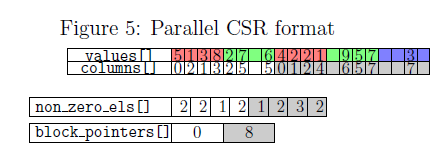 Figure 5: Parallel CSR format
values[] 5 1 3 8 2 7 6 4 2 2 1 9 5 7 3
columns[] 0 2 1 3 2 5 5 0 1 2 4 6 5 7 7
non_zero_els[] 2 2 1 2 1 2 3 2
block_pointers[] 0 8